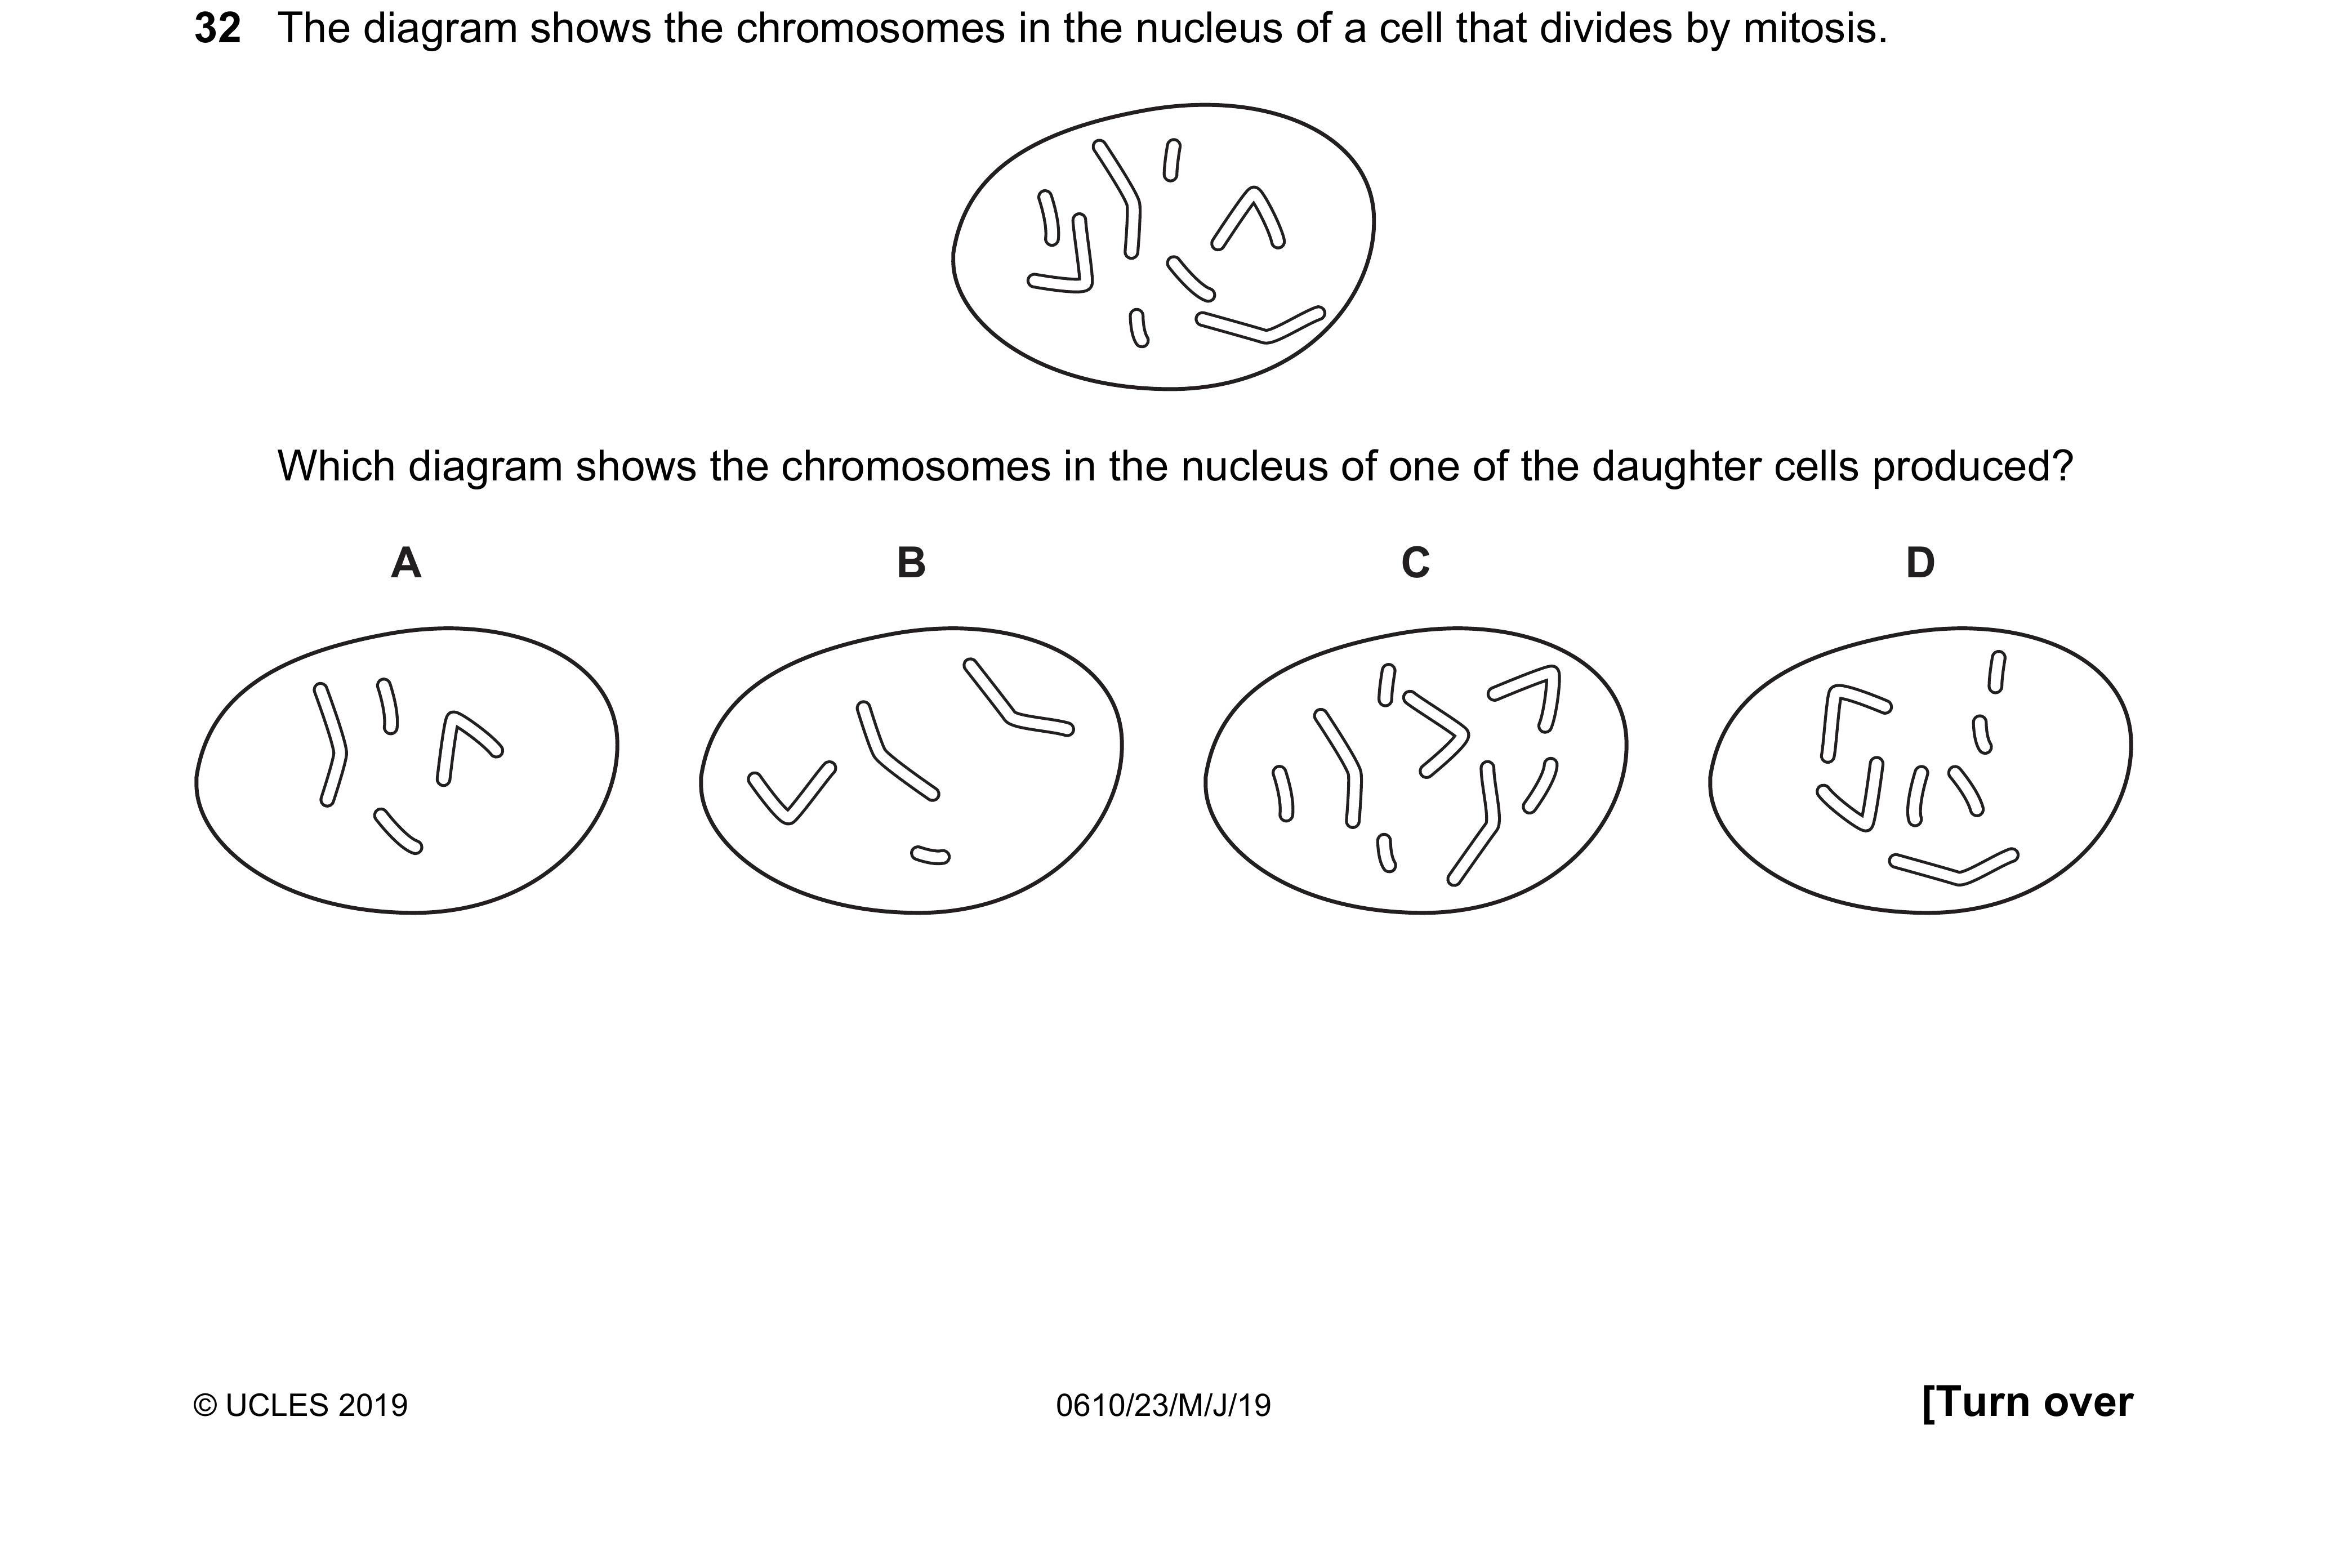 32 The diagram shows the chromosomes in the nucleus of a cell that divides by mitosis.
Which diagram shows the chromosomes in the nucleus of one of the daughter cells produced?
A B C D
© UCLES 2019 0610/23/M/J/19 [Turn over